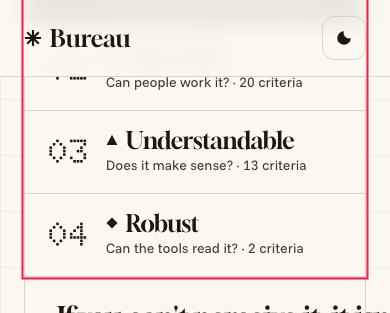 Bureau
Can people work it? · 20 criteria
03 Understandable
Does it make sense? · 13 criteria
04 Robust
Can the tools read it? · 2 criteria